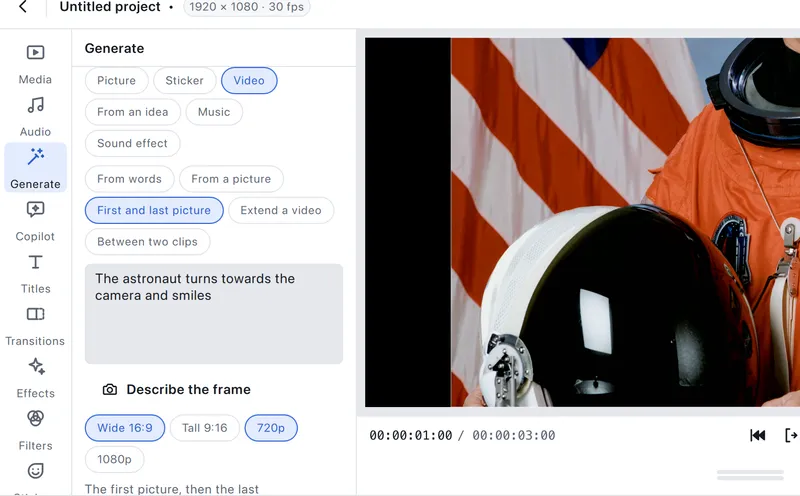 Untitled project • 1920 × 1080 · 30 fps
Generate
Media
Audio
Generate
Copilot
Titles
Transitions
Effects
Filters
Picture
Sticker
Video
From an idea
Music
Sound effect
From words
From a picture
First and last picture
Extend a video
Between two clips
The astronaut turns towards the
camera and smiles
Describe the frame
Wide 16:9
Tall 9:16
720p
1080p
The first picture, then the last
00:00:01:00 / 00:00:03:00